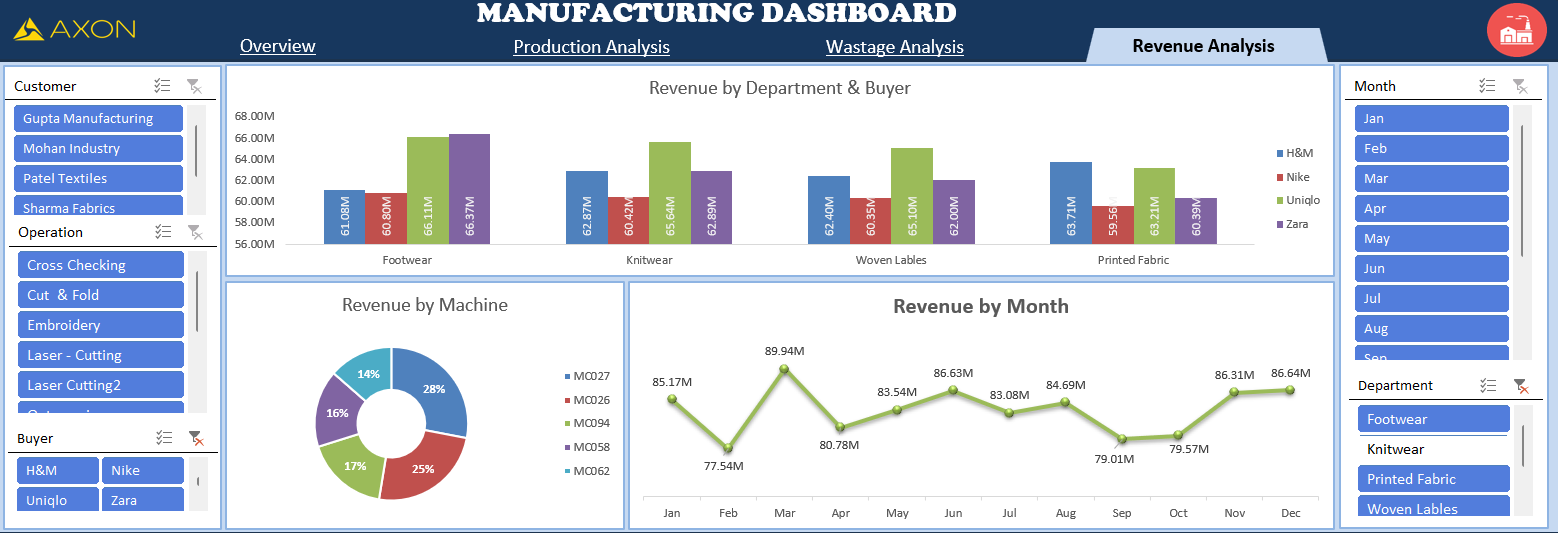 MANUFACTURING DASHBOARD
AXON
Overview
Production Analysis
Wastage Analysis
Revenue Analysis
Customer
Gupta Manufacturing
Mohan Industry
Patel Textiles
Sharma Fabrics
Operation
Cross Checking
Cut & Fold
Embroidery
Laser - Cutting
Laser Cutting2
Buyer
H&M Nike
Uniqlo Zara
Revenue by Department & Buyer
68.00M
66.00M
64.00M
62.00M
60.00M
58.00M
56.00M
61.08M 60.80M 66.11M 66.37M
62.87M 60.42M 65.64M 62.89M
62.40M 60.35M 65.10M 62.00M
63.71M 59.56M 63.21M 60.39M
Footwear Knitwear Woven Lables Printed Fabric
H&M
Nike
Uniqlo
Zara
Revenue by Machine
28%
25%
17%
16%
14%
MC027
MC026
MC094
MC058
MC062
Revenue by Month
85.17M 77.54M 89.94M 80.78M 83.54M 86.63M 83.08M 84.69M 79.01M 79.57M 86.31M 86.64M
Jan Feb Mar Apr May Jun Jul Aug Sep Oct Nov Dec
Month
Jan
Feb
Mar
Apr
May
Jun
Jul
Aug
Sep
Department
Footwear
Knitwear
Printed Fabric
Woven Lables